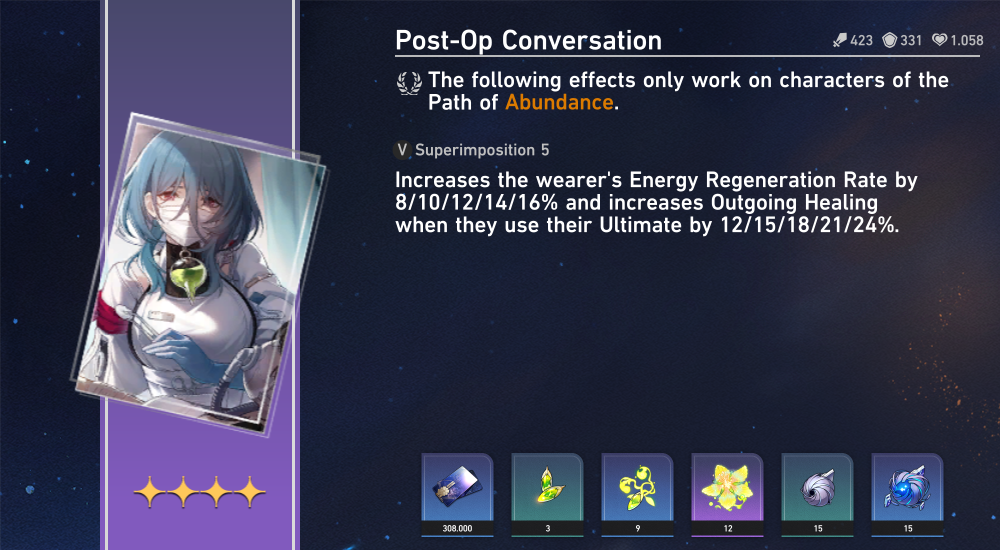 Post-Op Conversation
423 331 1.058
The following effects only work on characters of the
Path of Abundance.
V Superimposition 5
Increases the wearer's Energy Regeneration Rate by
8/10/12/14/16% and increases Outgoing Healing
when they use their Ultimate by 12/15/18/21/24%.
308.000 3 9 12 15 15